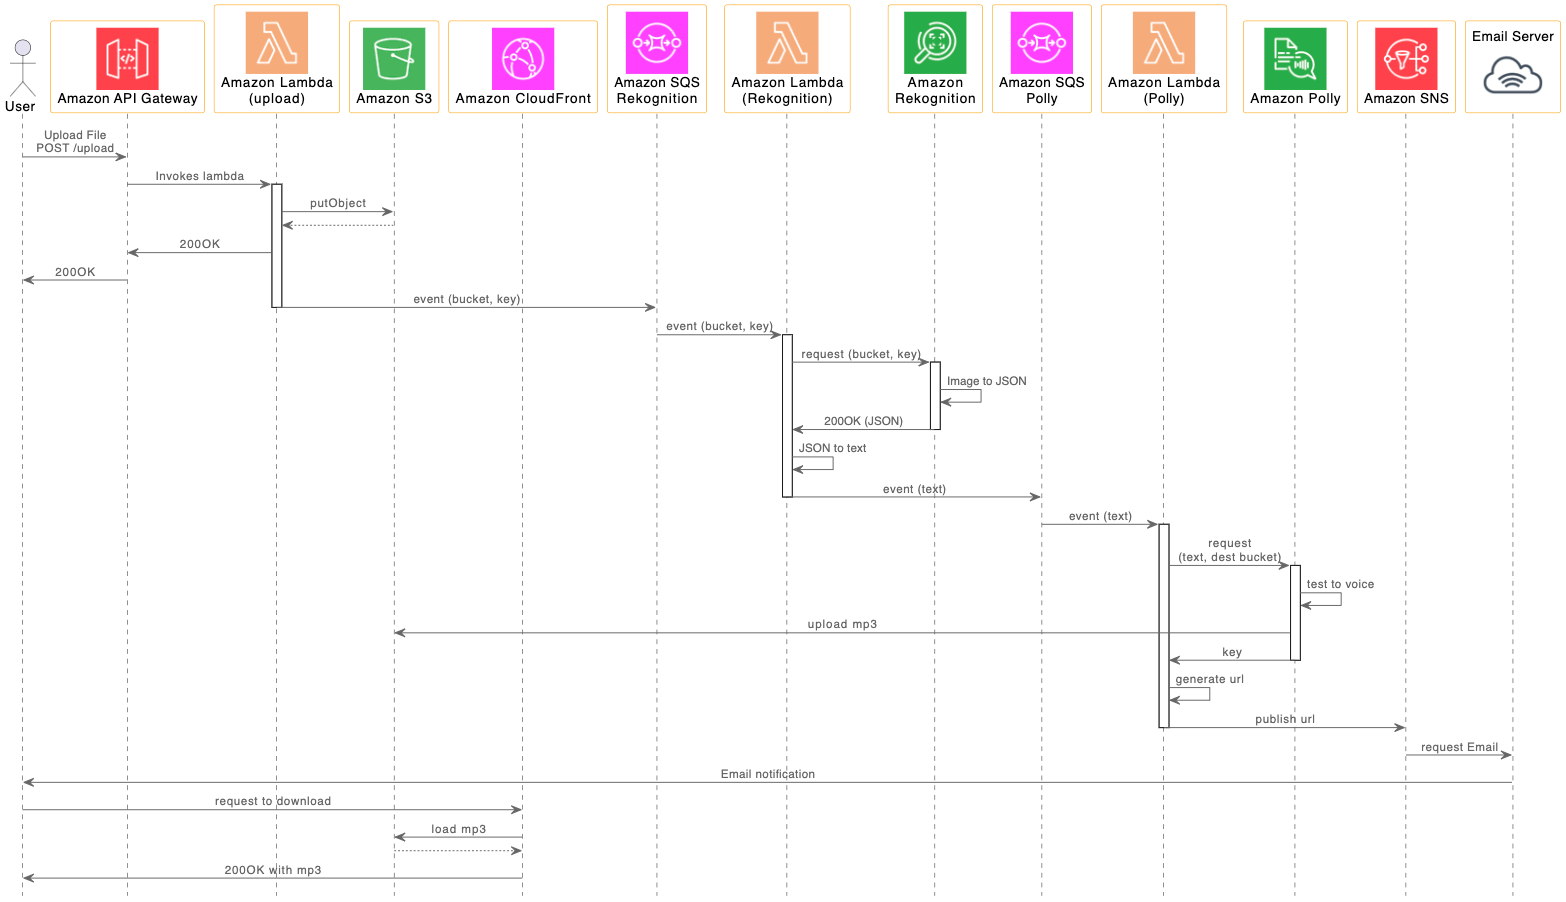 User
Amazon API Gateway
Amazon Lambda
(upload)
Amazon S3
Amazon CloudFront
Amazon SQS
Rekognition
Amazon Lambda
(Rekognition)
Amazon
Rekognition
Amazon SQS
Polly
Amazon Lambda
(Polly)
Amazon Polly
Amazon SNS
Email Server
Upload File
POST /upload
Invokes lambda
putObject
200OK
200OK
event (bucket, key)
event (bucket, key)
request (bucket, key)
Image to JSON
200OK (JSON)
JSON to text
event (text)
event (text)
request
(text, dest bucket)
test to voice
upload mp3
key
generate url
publish url
request Email
Email notification
request to download
load mp3
200OK with mp3